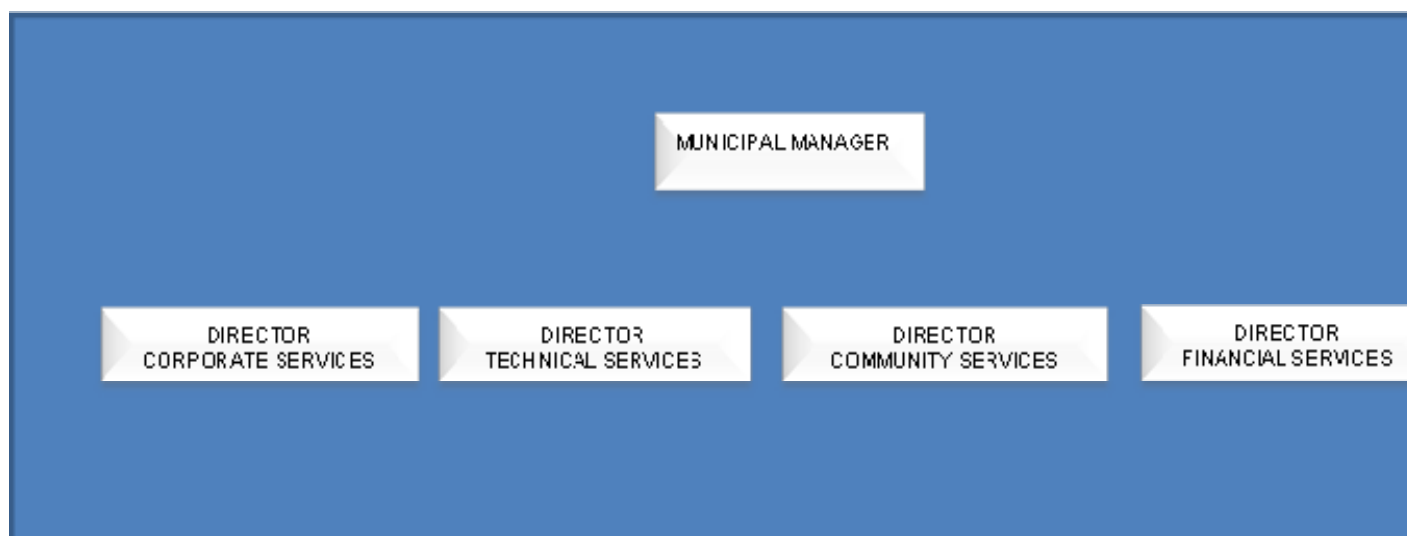 MUNICIPAL MANAGER
DIRECTOR
CORPORATE SERVICES
DIRECTOR
TECHNICAL SERVICES
DIRECTOR
COMMUNITY SERVICES
DIRECTOR
FINANCIAL SERVICES